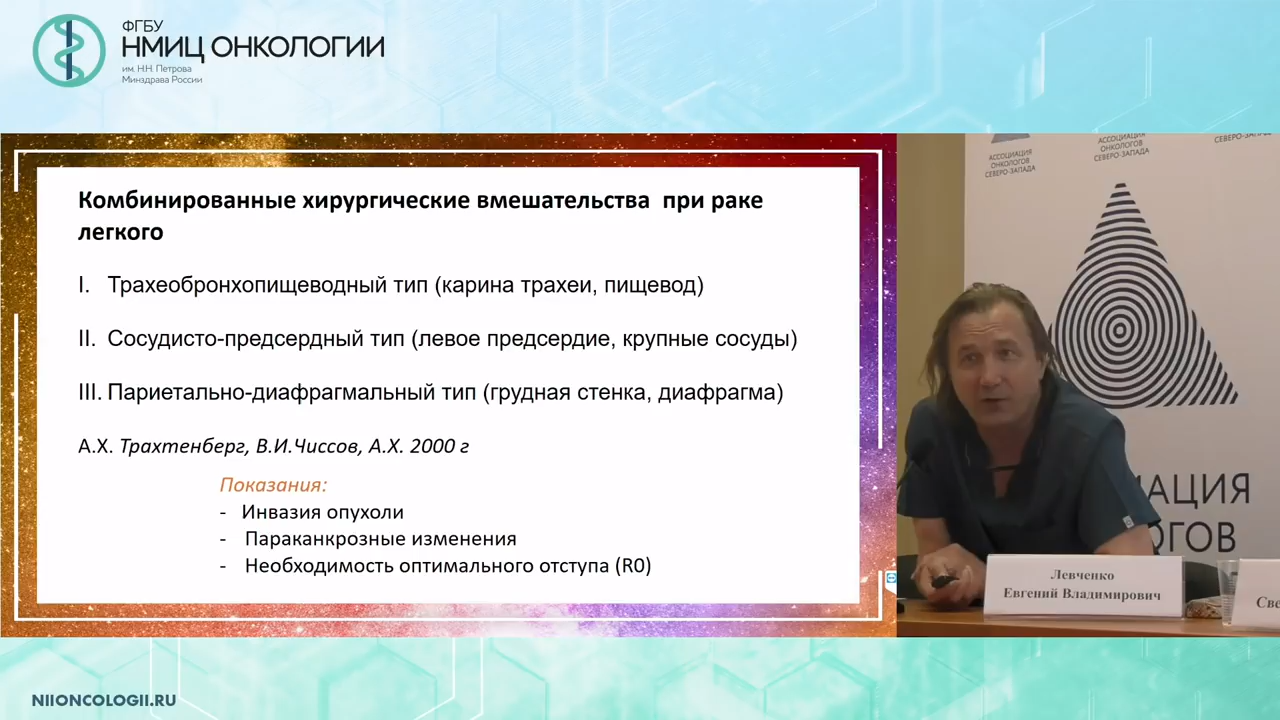 ФГБУ
НМИЦ ОНКОЛОГИИ
им. Н.Н. Петрова
Минздрава России
Комбинированные хирургические вмешательства при раке
легкого
I. Трахеобронхопищеводный тип (карина трахеи, пищевод)
II. Сосудисто-предсердный тип (левое предсердие, крупные сосуды)
III. Париетально-диафрагмальный тип (грудная стенка, диафрагма)
А.Х. Трахтенберг, В.И.Чиссов, А.Х. 2000 г
Показания:
- Инвазия опухоли
- Параканкрозные изменения
- Необходимость оптимального отступа (R0)
АССОЦИАЦИЯ
ОНКОЛОГОВ
СЕВЕРО-ЗАПАДА
АССОЦИАЦИЯ
ОНКОЛОГОВ
СЕВЕРО-ЗАПАДА
СЕВЕРО-ЗАПАДА
ИАЦИЯ
ОГОВ
Левченко
Евгений Владимирович
Све
NIIONCOLOGII.RU